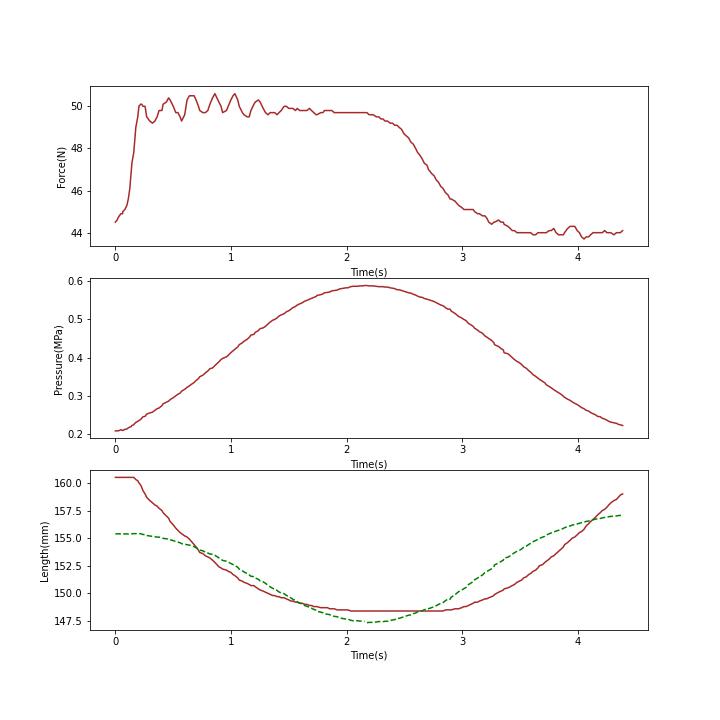 50
48
46
44
Force(N)
0 1 2 3 4
Time(s)
0.6
0.5
0.4
0.3
0.2
Pressure(MPa)
0 1 2 3 4
Time(s)
160.0
157.5
155.0
152.5
150.0
147.5
Length(mm)
0 1 2 3 4
Time(s)